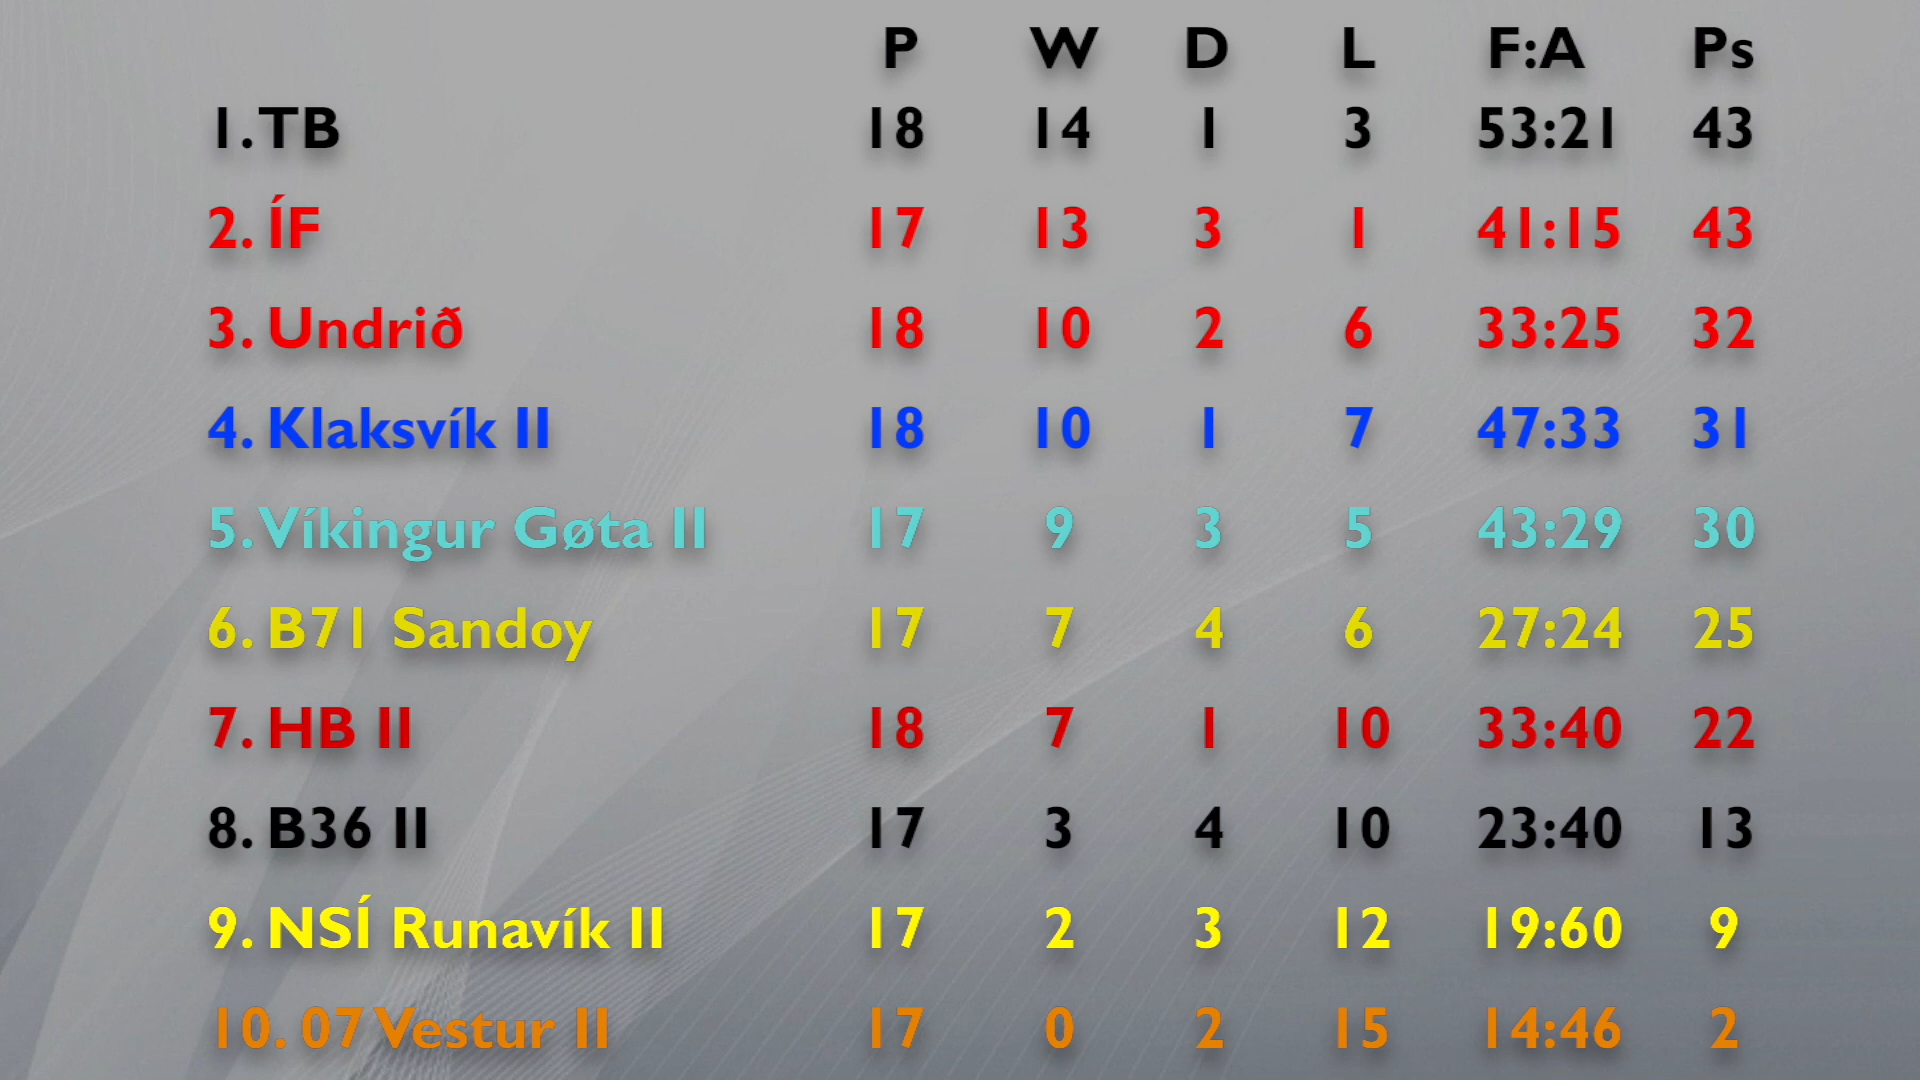 P W D L F:A Ps
1. TB 18 14 1 3 53:21 43
2. ÍF 17 13 3 1 41:15 43
3. Undrið 18 10 2 6 33:25 32
4. Klaksvík II 18 10 1 7 47:33 31
5. Víkingur Gøta II 17 9 3 5 43:29 30
6. B71 Sandoy 17 7 4 6 27:24 25
7. HB II 18 7 1 10 33:40 22
8. B36 II 17 3 4 10 23:40 13
9. NSÍ Runavík II 17 2 3 12 19:60 9
10. 07 Vestur II 17 0 2 15 14:46 2